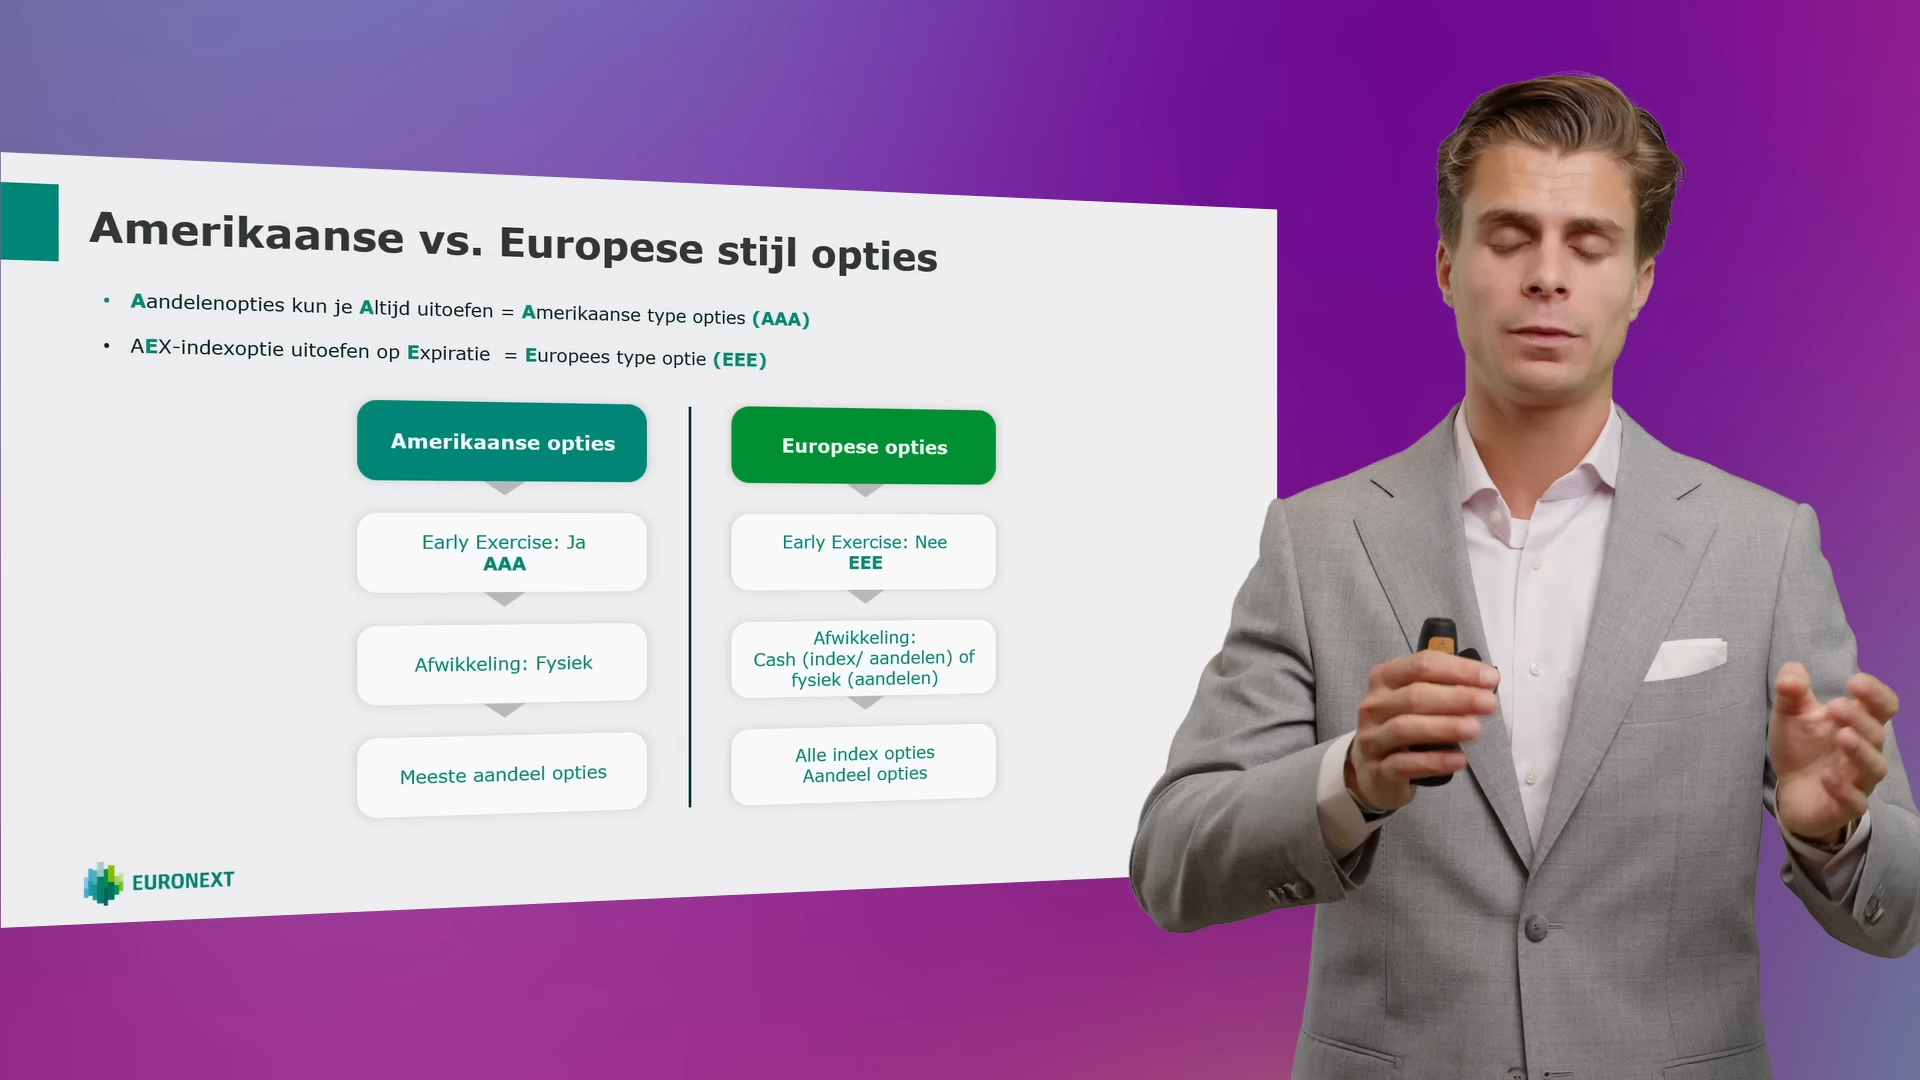 Amerikaanse vs. Europese stijl opties
• Aandelenopties kun je Altijd uitoefen = Amerikaanse type opties (AAA)
• AEX-indexoptie uitoefen op Expiratie = Europees type optie (EEE)
Amerikaanse opties
Early Exercise: Ja
AAA
Afwikkeling: Fysiek
Meeste aandeel opties
Europese opties
Early Exercise: Nee
EEE
Afwikkeling:
Cash (index/ aandelen) of
fysiek (aandelen)
Alle index opties
Aandeel opties
EURONEXT